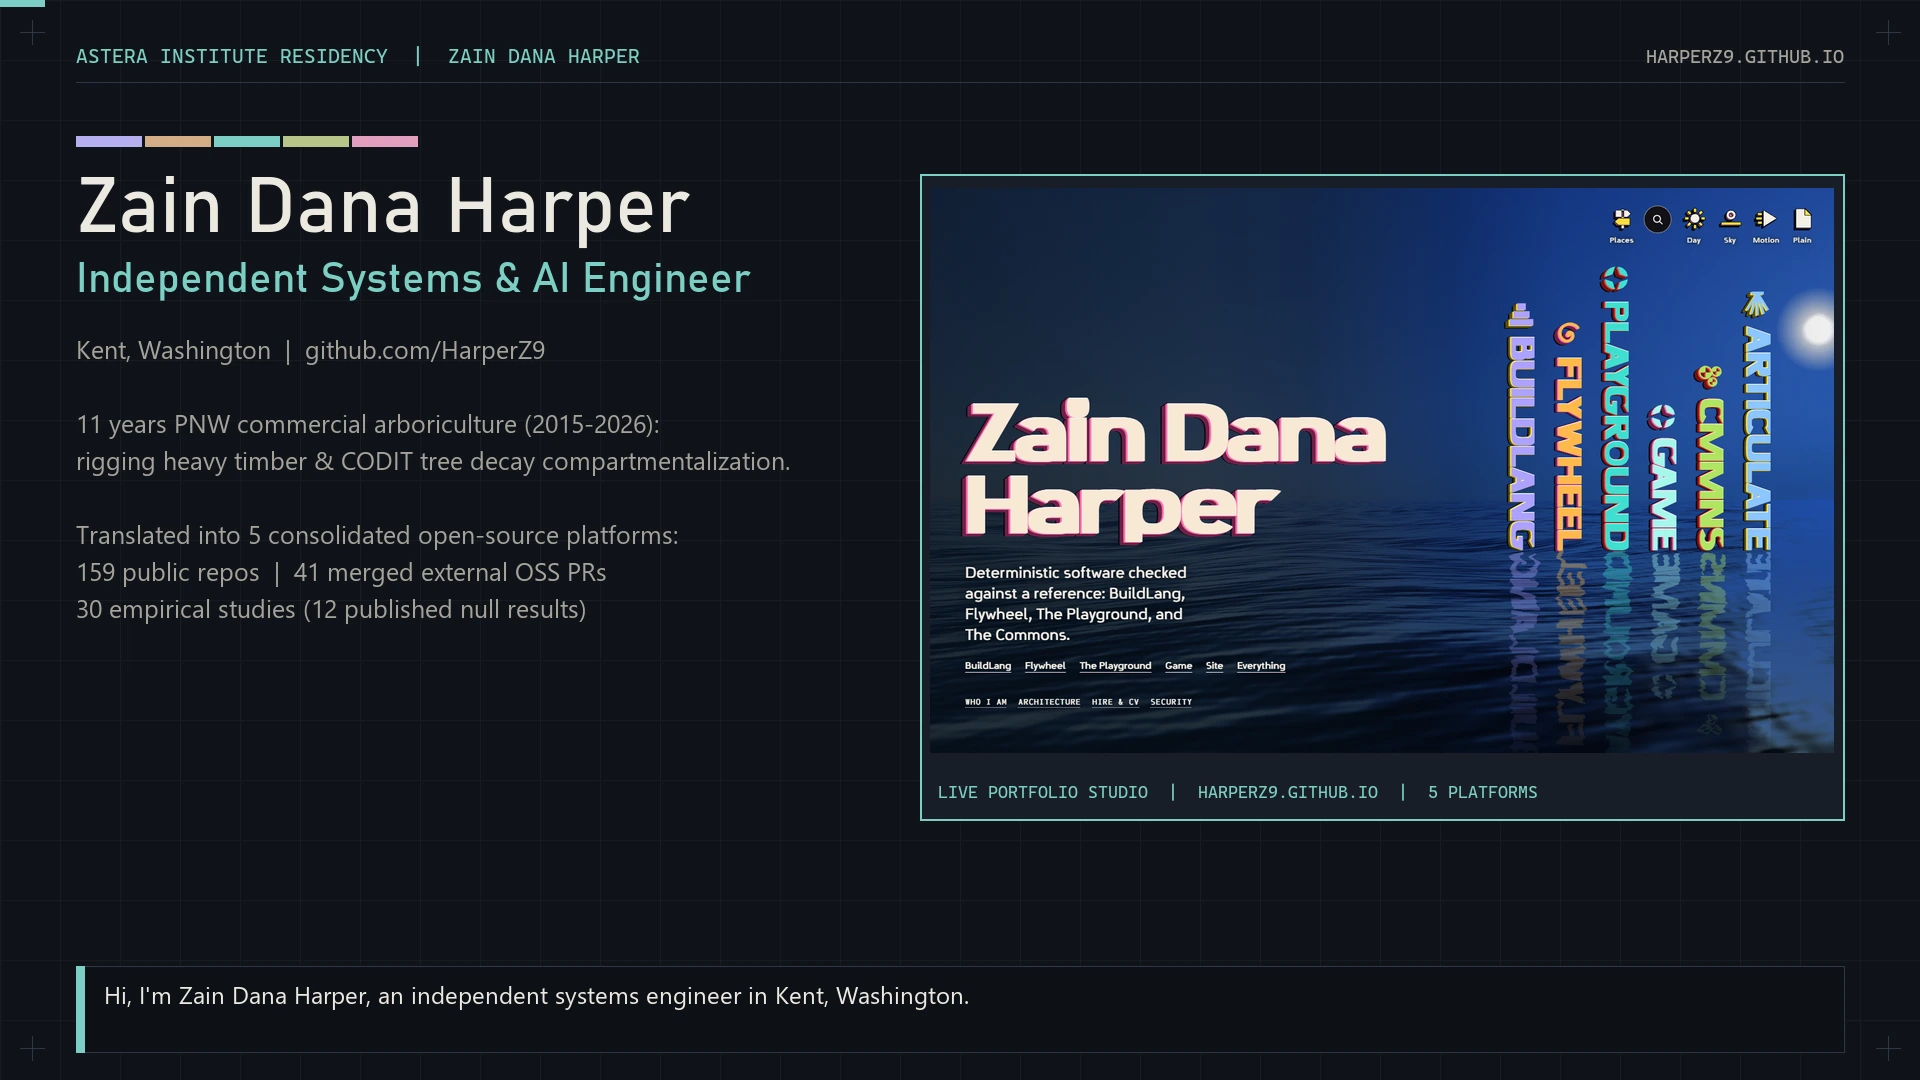 ASTERA INSTITUTE RESIDENCY | ZAIN DANA HARPER
HARPERZ9.GITHUB.IO
Zain Dana Harper
Independent Systems & AI Engineer
Kent, Washington | github.com/HarperZ9
11 years PNW commercial arboriculture (2015-2026):
rigging heavy timber & CODIT tree decay compartmentalization.
Translated into 5 consolidated open-source platforms:
159 public repos | 41 merged external OSS PRs
30 empirical studies (12 published null results)
Places Day Sky Motion Plain
BUILDLANG
FLYWHEEL
PLAYGROUND
GAME
CMMNS
ARTICULATE
Zain Dana
Harper
Deterministic software checked
against a reference: BuildLang,
Flywheel, The Playground, and
The Commons.
BuildLang Flywheel The Playground Game Site Everything
WHO I AM ARCHITECTURE HIRE & CV SECURITY
LIVE PORTFOLIO STUDIO | HARPERZ9.GITHUB.IO | 5 PLATFORMS
Hi, I'm Zain Dana Harper, an independent systems engineer in Kent, Washington.